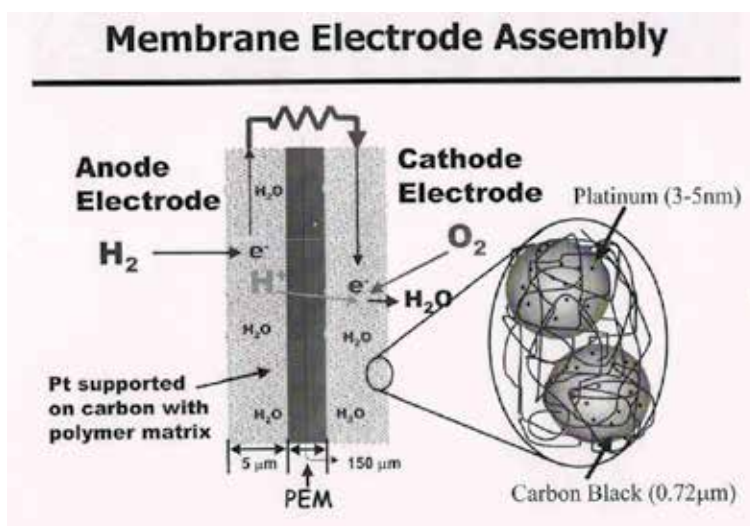 Membrane Electrode Assembly
Anode
Electrode
Cathode
Electrode
Platinum (3-5nm)
H₂O
H₂
e⁻
O₂
H⁺
e⁻
H₂O
H₂O
H₂O
Pt supported
on carbon with
polymer matrix
H₂O
H₂O
5 μm
150 μm
PEM
Carbon Black (0.72μm)